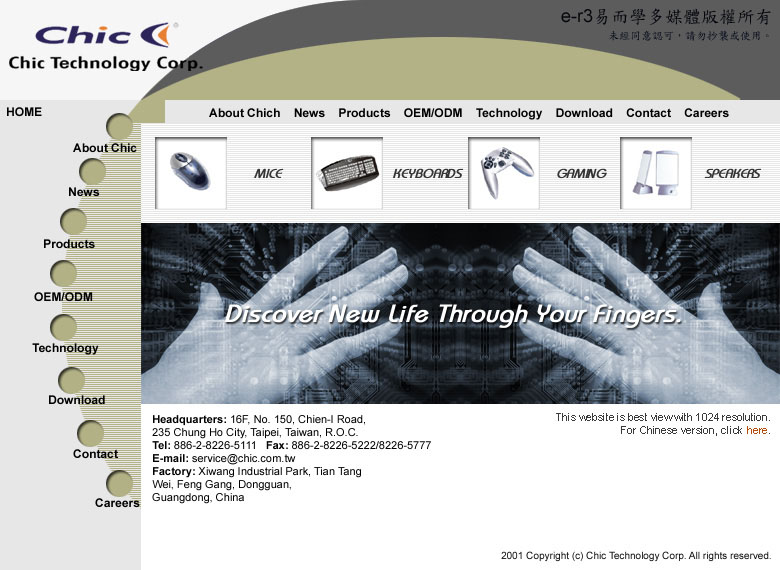 e-r3易而學多媒體版權所有
未經同意認可，請勿抄襲或使用。
Chic
Chic Technology Corp.
HOME
About Chich News Products OEM/ODM Technology Download Contact Careers
About Chic
News
Products
OEM/ODM
Technology
Download
Contact
Careers
MICE KEYBOARDS GAMING SPEAKERS
Discover New Life Through Your Fingers.
Headquarters: 16F, No. 150, Chien-I Road,
235 Chung Ho City, Taipei, Taiwan, R.O.C.
Tel: 886-2-8226-5111 Fax: 886-2-8226-5222/8226-5777
E-mail: service@chic.com.tw
Factory: Xiwang Industrial Park, Tian Tang
Wei, Feng Gang, Dongguan,
Guangdong, China
This website is best view with 1024 resolution.
For Chinese version, click here.
2001 Copyright (c) Chic Technology Corp. All rights reserved.